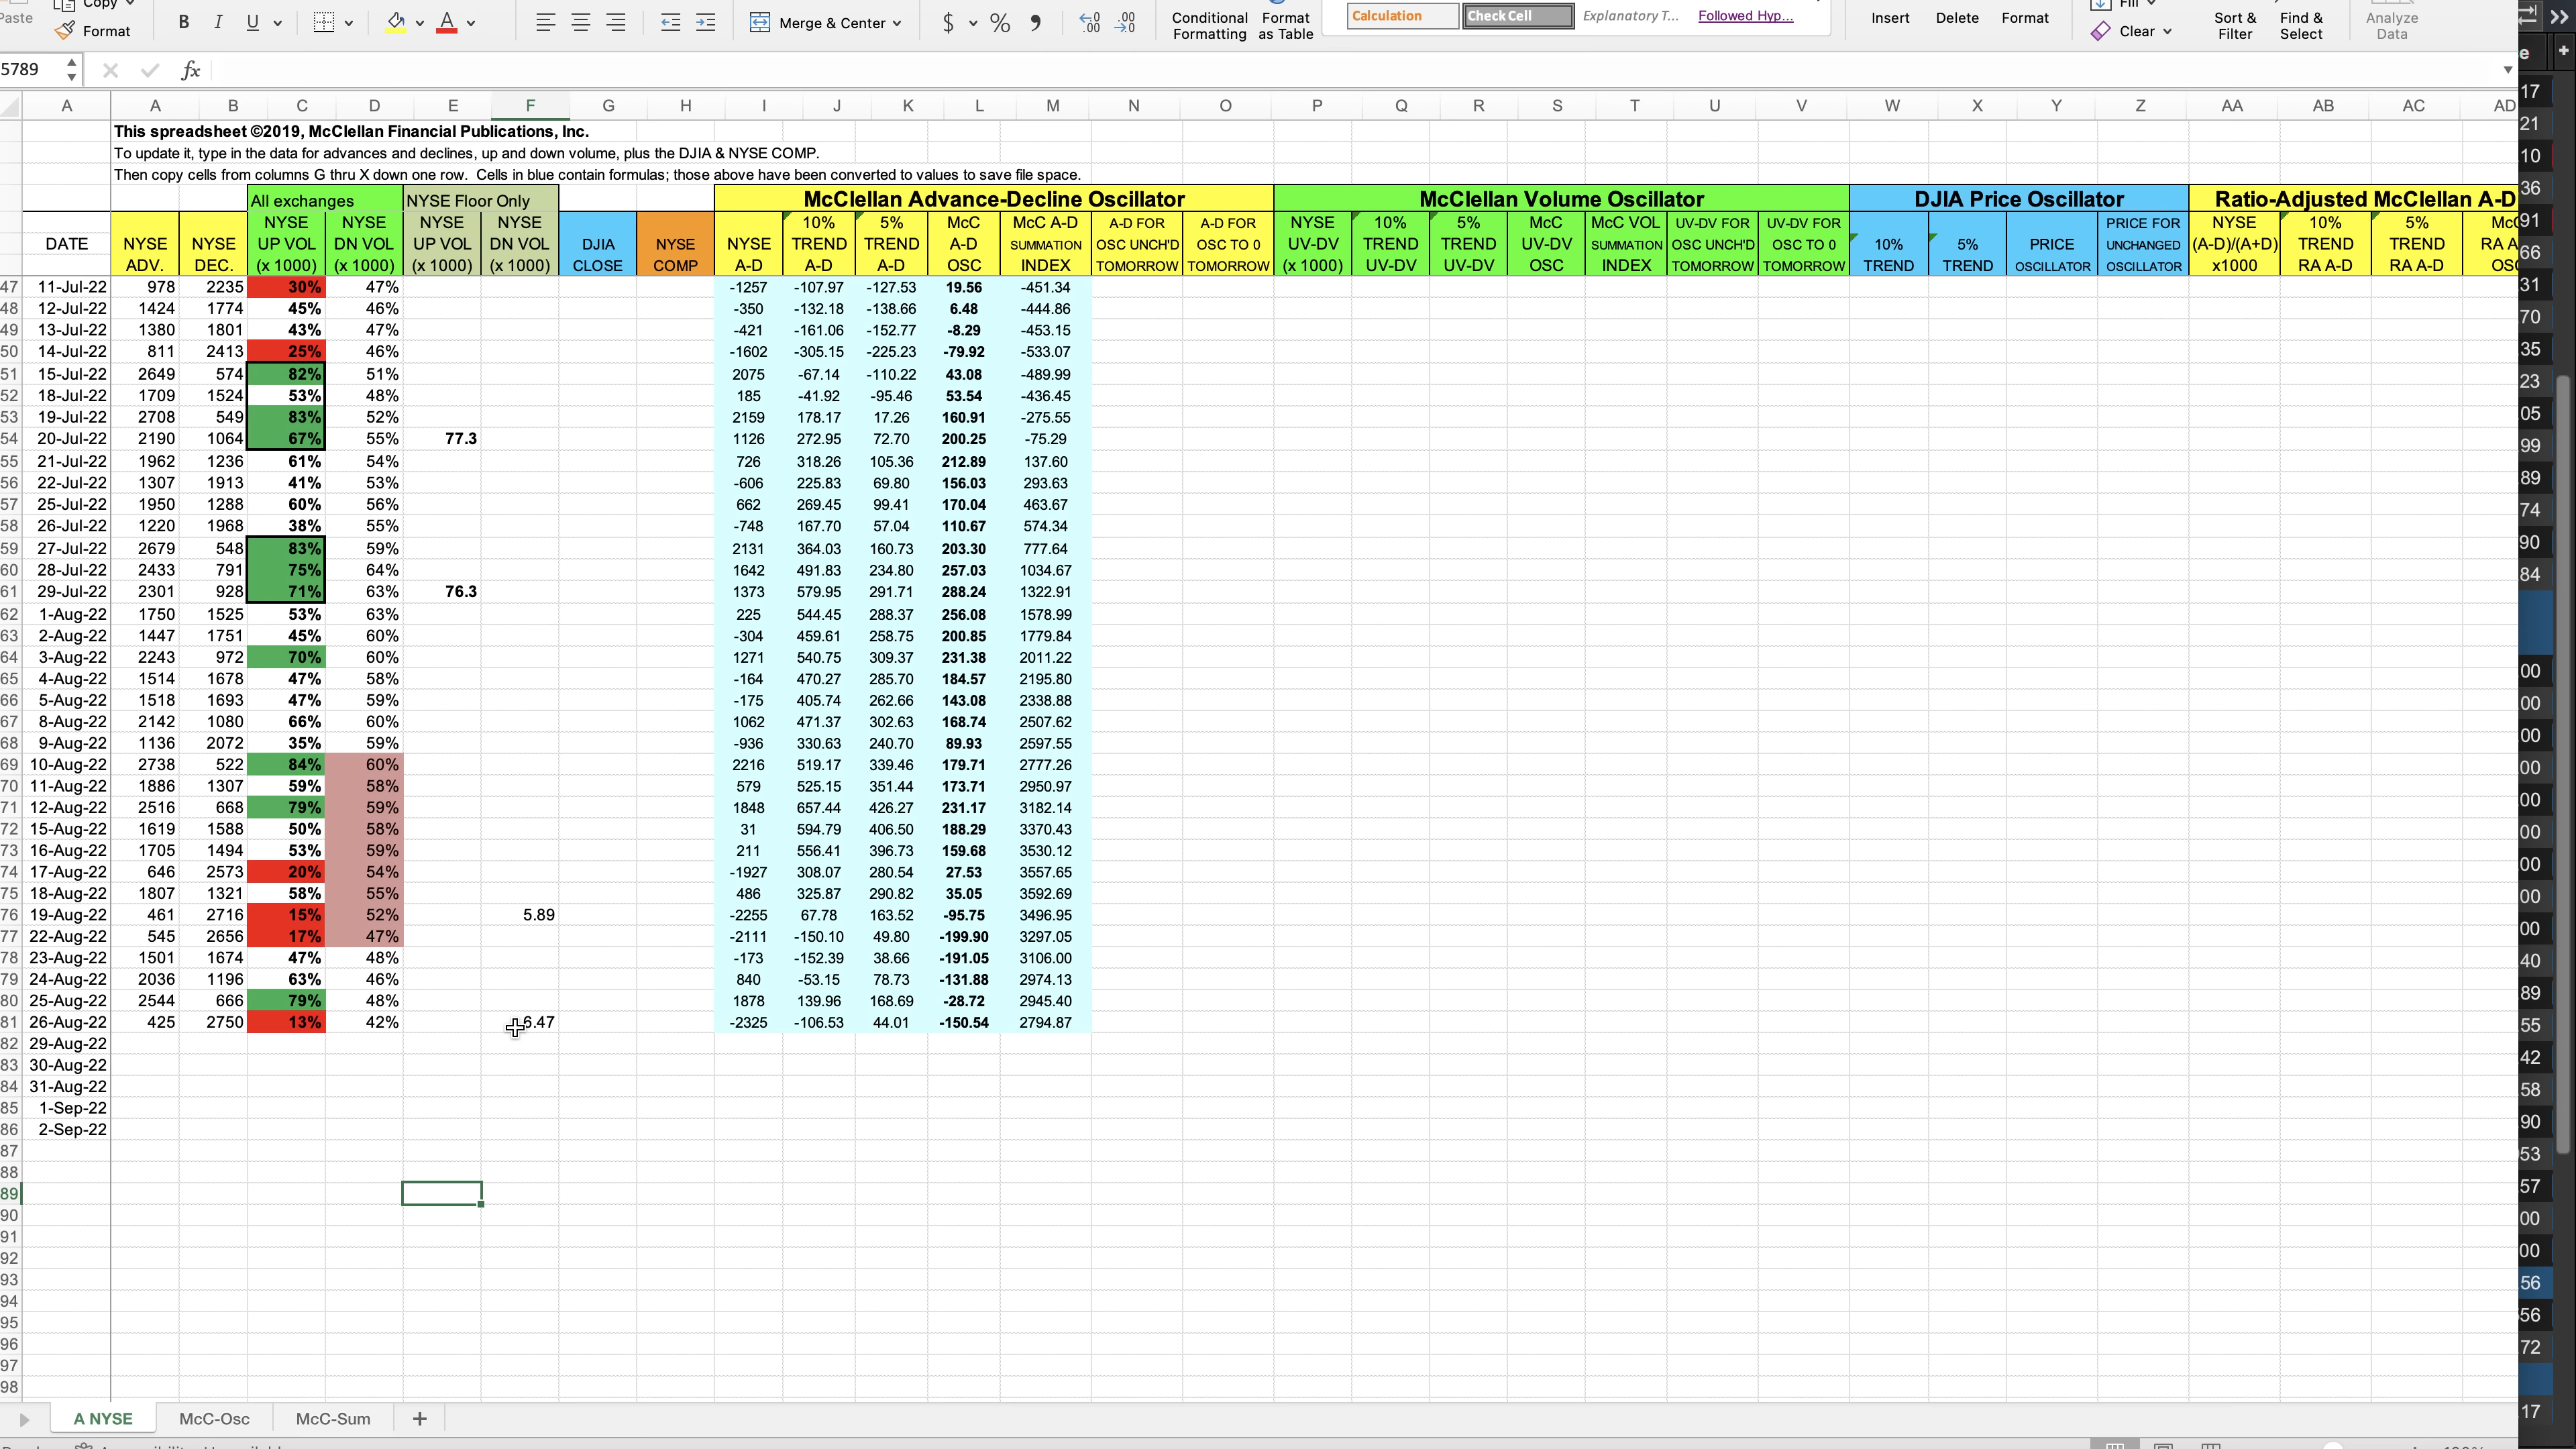 Copy
Paste
Format
B I U A
Merge & Center
$ % 9
Conditional Formatting
Format as Table
Calculation Check Cell Explanatory T... Followed Hyp...
Insert Delete Format
Fill
Clear
Sort & Filter
Find & Select
Analyze Data
5789 fx
A A B C D E F G H I J K L M N O P Q R S T U V W X Y Z AA AB AC AD
This spreadsheet ©2019, McClellan Financial Publications, Inc.
To update it, type in the data for advances and declines, up and down volume, plus the DJIA & NYSE COMP.
Then copy cells from columns G thru X down one row. Cells in blue contain formulas; those above have been converted to values to save file space.
All exchanges NYSE Floor Only McClellan Advance-Decline Oscillator McClellan Volume Oscillator DJIA Price Oscillator Ratio-Adjusted McClellan A-D
NYSE NYSE NYSE NYSE 10% 5% McC McC A-D A-D FOR A-D FOR NYSE 10% 5% McC McC VOL UV-DV FOR UV-DV FOR PRICE FOR NYSE 10% 5% McC
DATE NYSE NYSE UP VOL DN VOL UP VOL DN VOL DJIA NYSE NYSE TREND TREND A-D SUMMATION OSC UNCH'D OSC TO 0 UV-DV TREND TREND UV-DV SUMMATION OSC UNCH'D OSC TO 0 10% 5% PRICE UNCHANGED (A-D)/(A+D) TREND TREND RA A
ADV. DEC. (x 1000) (x 1000) (x 1000) (x 1000) CLOSE COMP A-D A-D A-D OSC INDEX TOMORROW TOMORROW (x 1000) UV-DV UV-DV OSC INDEX TOMORROW TOMORROW TREND TREND OSCILLATOR OSCILLATOR x1000 RA A-D RA A-D OSC
47 11-Jul-22 978 2235 30% 47% -1257 -107.97 -127.53 19.56 -451.34
48 12-Jul-22 1424 1774 45% 46% -350 -132.18 -138.66 6.48 -444.86
49 13-Jul-22 1380 1801 43% 47% -421 -161.06 -152.77 -8.29 -453.15
50 14-Jul-22 811 2413 25% 46% -1602 -305.15 -225.23 -79.92 -533.07
51 15-Jul-22 2649 574 82% 51% 2075 -67.14 -110.22 43.08 -489.99
52 18-Jul-22 1709 1524 53% 48% 185 -41.92 -95.46 53.54 -436.45
53 19-Jul-22 2708 549 83% 52% 2159 178.17 17.26 160.91 -275.55
54 20-Jul-22 2190 1064 67% 55% 77.3 1126 272.95 72.70 200.25 -75.29
55 21-Jul-22 1962 1236 61% 54% 726 318.26 105.36 212.89 137.60
56 22-Jul-22 1307 1913 41% 53% -606 225.83 69.80 156.03 293.63
57 25-Jul-22 1950 1288 60% 56% 662 269.45 99.41 170.04 463.67
58 26-Jul-22 1220 1968 38% 55% -748 167.70 57.04 110.67 574.34
59 27-Jul-22 2679 548 83% 59% 2131 364.03 160.73 203.30 777.64
60 28-Jul-22 2433 791 75% 64% 1642 491.83 234.80 257.03 1034.67
61 29-Jul-22 2301 928 71% 63% 76.3 1373 579.95 291.71 288.24 1322.91
62 1-Aug-22 1750 1525 53% 63% 225 544.45 288.37 256.08 1578.99
63 2-Aug-22 1447 1751 45% 60% -304 459.61 258.75 200.85 1779.84
64 3-Aug-22 2243 972 70% 60% 1271 540.75 309.37 231.38 2011.22
65 4-Aug-22 1514 1678 47% 58% -164 470.27 285.70 184.57 2195.80
66 5-Aug-22 1518 1693 47% 59% -175 405.74 262.66 143.08 2338.88
67 8-Aug-22 2142 1080 66% 60% 1062 471.37 302.63 168.74 2507.62
68 9-Aug-22 1136 2072 35% 59% -936 330.63 240.70 89.93 2597.55
69 10-Aug-22 2738 522 84% 60% 2216 519.17 339.46 179.71 2777.26
70 11-Aug-22 1886 1307 59% 58% 579 525.15 351.44 173.71 2950.97
71 12-Aug-22 2516 668 79% 59% 1848 657.44 426.27 231.17 3182.14
72 15-Aug-22 1619 1588 50% 58% 31 594.79 406.50 188.29 3370.43
73 16-Aug-22 1705 1494 53% 59% 211 556.41 396.73 159.68 3530.12
74 17-Aug-22 646 2573 20% 54% -1927 308.07 280.54 27.53 3557.65
75 18-Aug-22 1807 1321 58% 55% 486 325.87 290.82 35.05 3592.69
76 19-Aug-22 461 2716 15% 52% 5.89 -2255 67.78 163.52 -95.75 3496.95
77 22-Aug-22 545 2656 17% 47% -2111 -150.10 49.80 -199.90 3297.05
78 23-Aug-22 1501 1674 47% 48% -173 -152.39 38.66 -191.05 3106.00
79 24-Aug-22 2036 1196 63% 46% 840 -53.15 78.73 -131.88 2974.13
80 25-Aug-22 2544 666 79% 48% 1878 139.96 168.69 -28.72 2945.40
81 26-Aug-22 425 2750 13% 42% 6.47 -2325 -106.53 44.01 -150.54 2794.87
82 29-Aug-22
83 30-Aug-22
84 31-Aug-22
85 1-Sep-22
86 2-Sep-22
87
88
89
90
91
92
93
94
95
96
97
98
A NYSE McC-Osc McC-Sum +